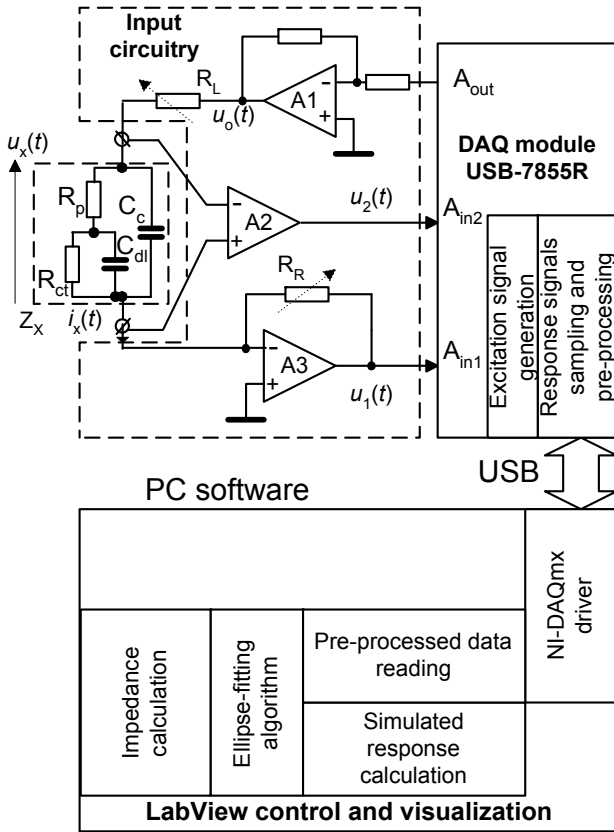 Input
circuitry
R_L
u_o(t)
A1
-
+
A_out
DAQ module
USB-7855R
u_x(t)
R_p
C_c
C_dl
R_ct
Z_X
i_x(t)
-
+
A2
u_2(t)
A_in2
R_R
-
+
A3
u_1(t)
A_in1
Excitation signal
generation
Response signals
sampling and
pre-processing
USB
PC software
NI-DAQmx
driver
Impedance
calculation
Ellipse-fitting
algorithm
Pre-processed data
reading
Simulated
response
calculation
LabView control and visualization